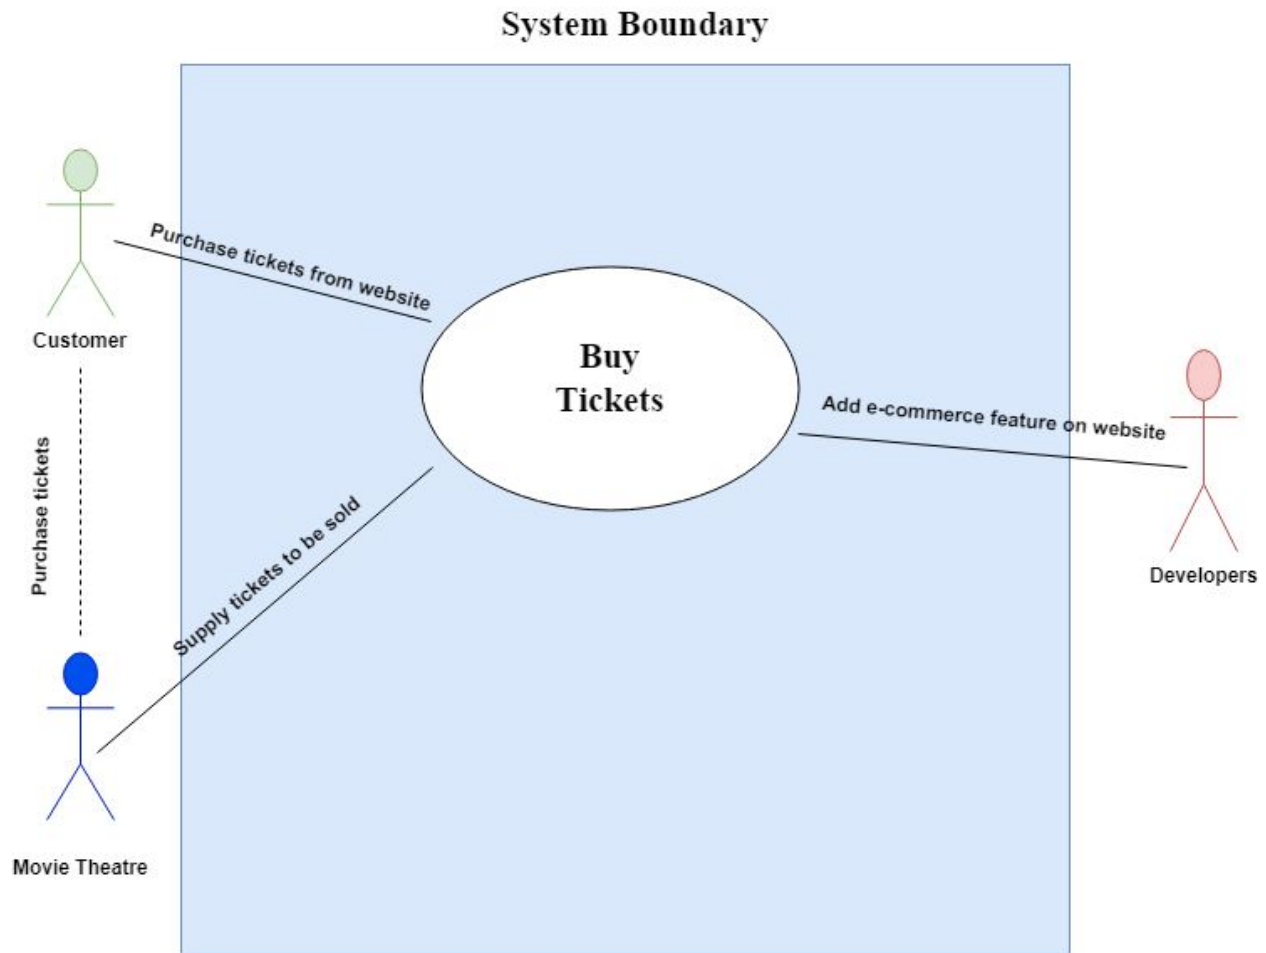 System Boundary
Purchase tickets from website
Customer
Buy
Tickets
Add e-commerce feature on website
Purchase tickets
Supply tickets to be sold
Developers
Movie Theatre